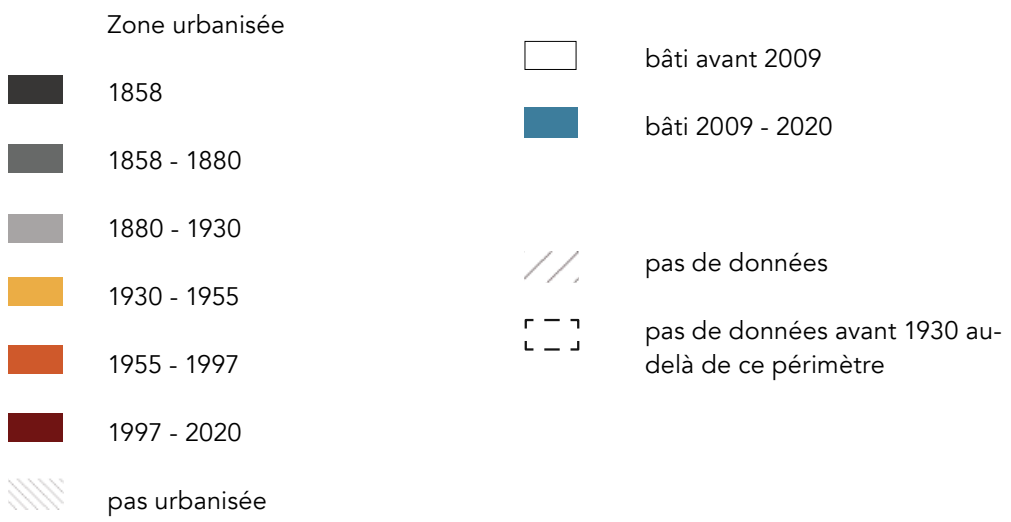 Zone urbanisée
1858
1858 - 1880
1880 - 1930
1930 - 1955
1955 - 1997
1997 - 2020
pas urbanisée
bâti avant 2009
bâti 2009 - 2020
pas de données
pas de données avant 1930 au-
delà de ce périmètre